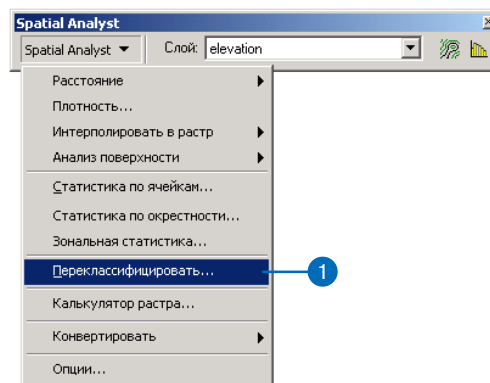 Spatial Analyst
Spatial Analyst Слой: elevation
Расстояние
Плотность...
Интерполировать в растр
Анализ поверхности
Статистика по ячейкам...
Статистика по окрестности...
Зональная статистика...
Переклассифицировать... 1
Калькулятор растра...
Конвертировать
Опции...